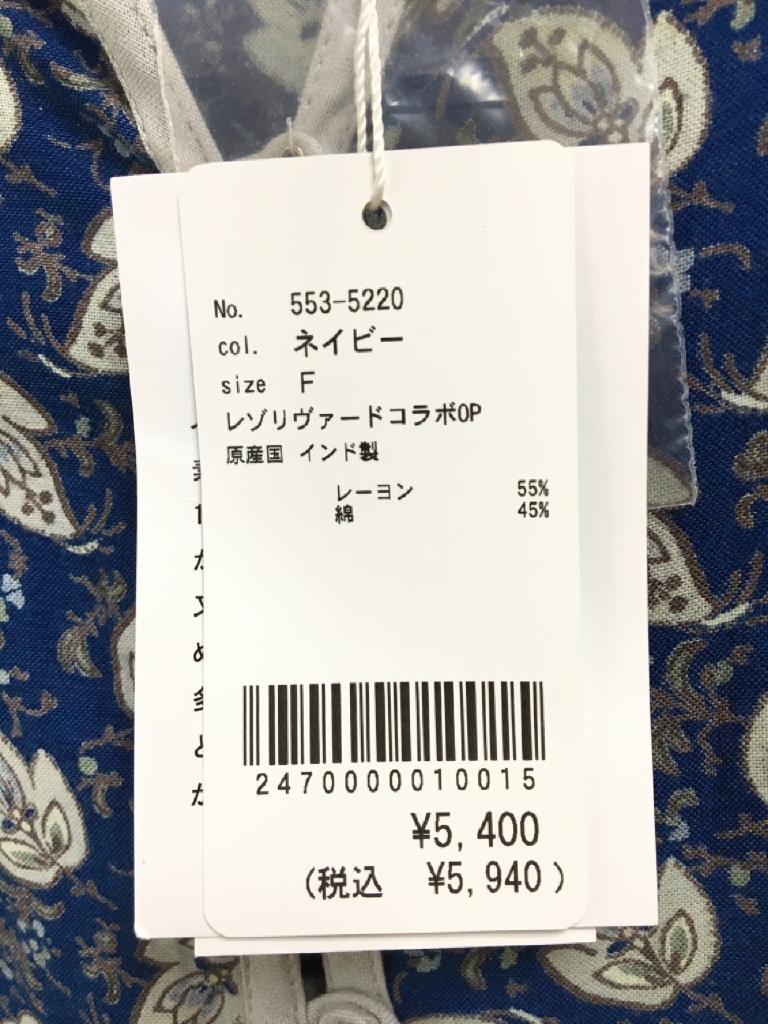 No. 553-5220
col. ネイビー
size F
レゾリヴァードコラボOP
原産国 インド製
レーヨン 55%
綿 45%
2470000010015
¥5,400
(税込 ¥5,940)